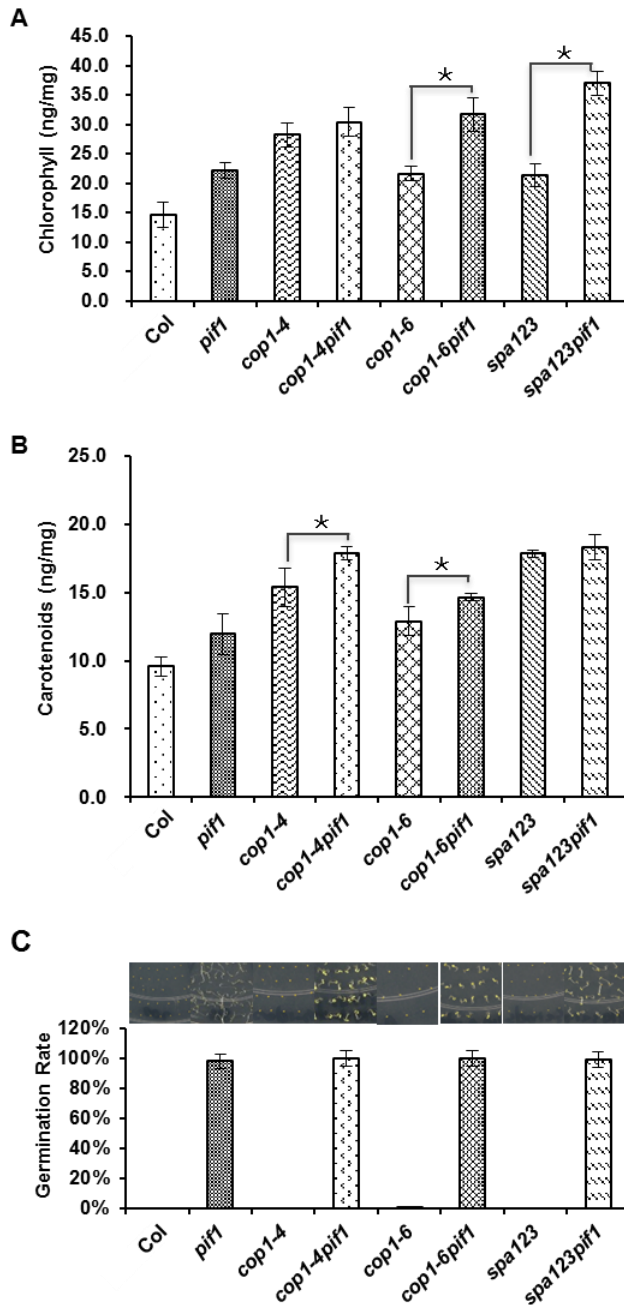 A
Chlorophyll (ng/mg)
45.0
40.0
35.0
30.0
25.0
20.0
15.0
10.0
5.0
0.0
*
*
Col
pif1
cop1-4
cop1-4pif1
cop1-6
cop1-6pif1
spa123
spa123pif1
B
Carotenoids (ng/mg)
25.0
20.0
15.0
10.0
5.0
0.0
*
*
Col
pif1
cop1-4
cop1-4pif1
cop1-6
cop1-6pif1
spa123
spa123pif1
C
Germination Rate
120%
100%
80%
60%
40%
20%
0%
Col
pif1
cop1-4
cop1-4pif1
cop1-6
cop1-6pif1
spa123
spa123pif1